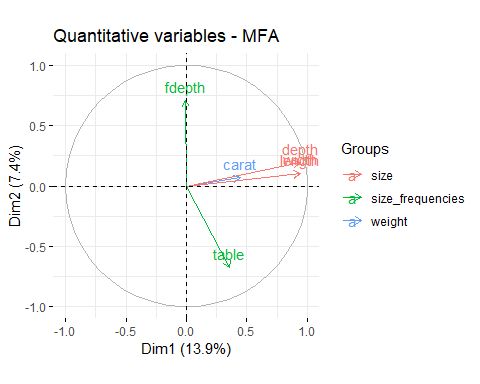 Quantitative variables - MFA
1.0
fdepth
0.5
depth
carat
length
0.0
-0.5
table
-1.0
-1.0 -0.5 0.0 0.5 1.0
Dim1 (13.9%)
Dim2 (7.4%)
Groups
a size
a size_frequencies
a weight